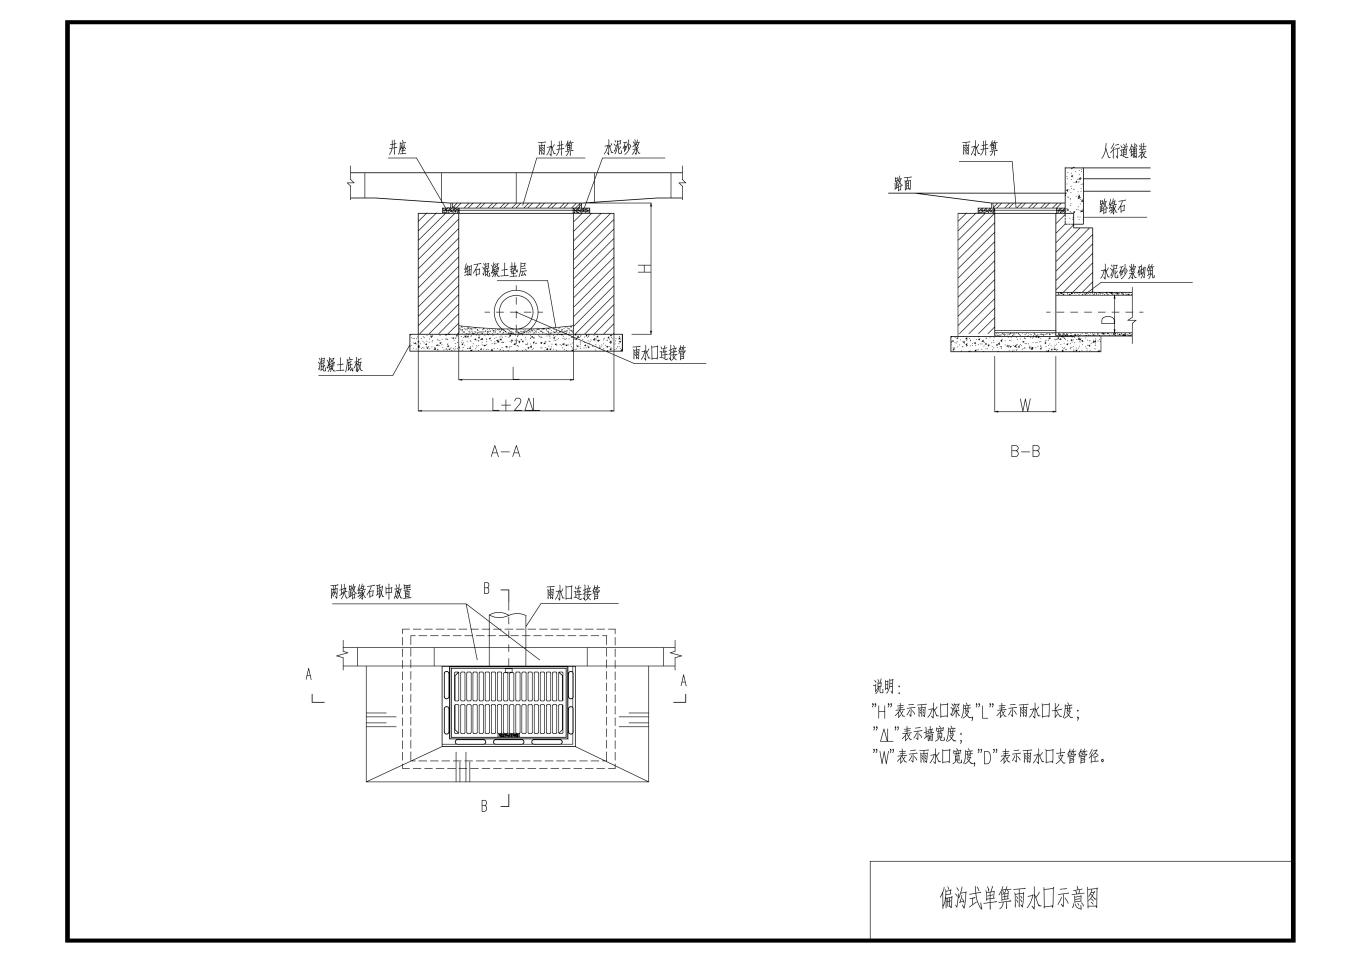 井座
雨水井箅
水泥砂浆
H
细石混凝土垫层
混凝土底板
雨水口连接管
L
L+2ΔL
A-A
雨水井箅
人行道铺装
路面
路缘石
水泥砂浆砌筑
D
W
B-B
两块路缘石取中放置
B
雨水口连接管
A
A
B
说明:
"H"表示雨水口深度,"L"表示雨水口长度;
"ΔL"表示墙宽度;
"W"表示雨水口宽度,"D"表示雨水口支管管径。
偏沟式单箅雨水口示意图